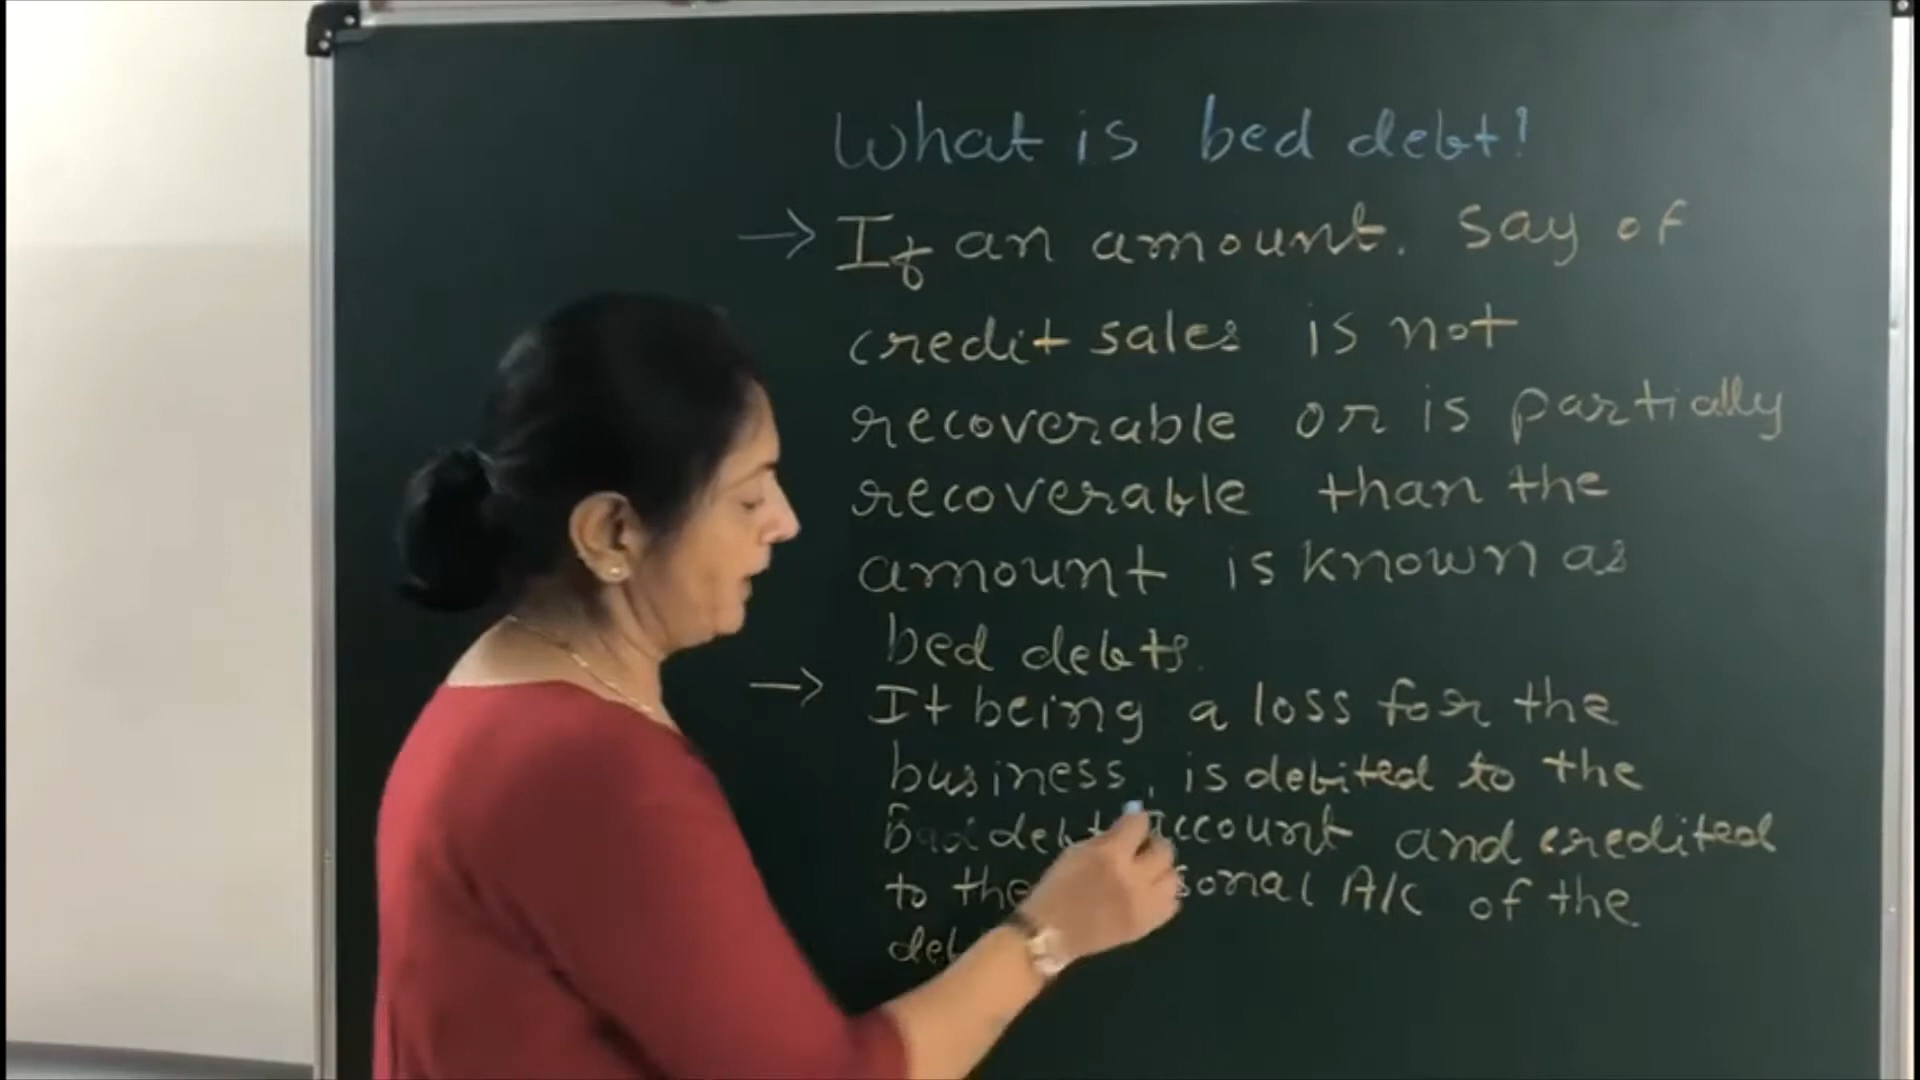 What is bed debt!
→ If an amount. say of
credit sales is not
recoverable or is partially
recoverable than the
amount is known as
bed debts.
→ It being a loss for the
business, is debited to the
Bad debt account and credited
to the sonal A/C of the